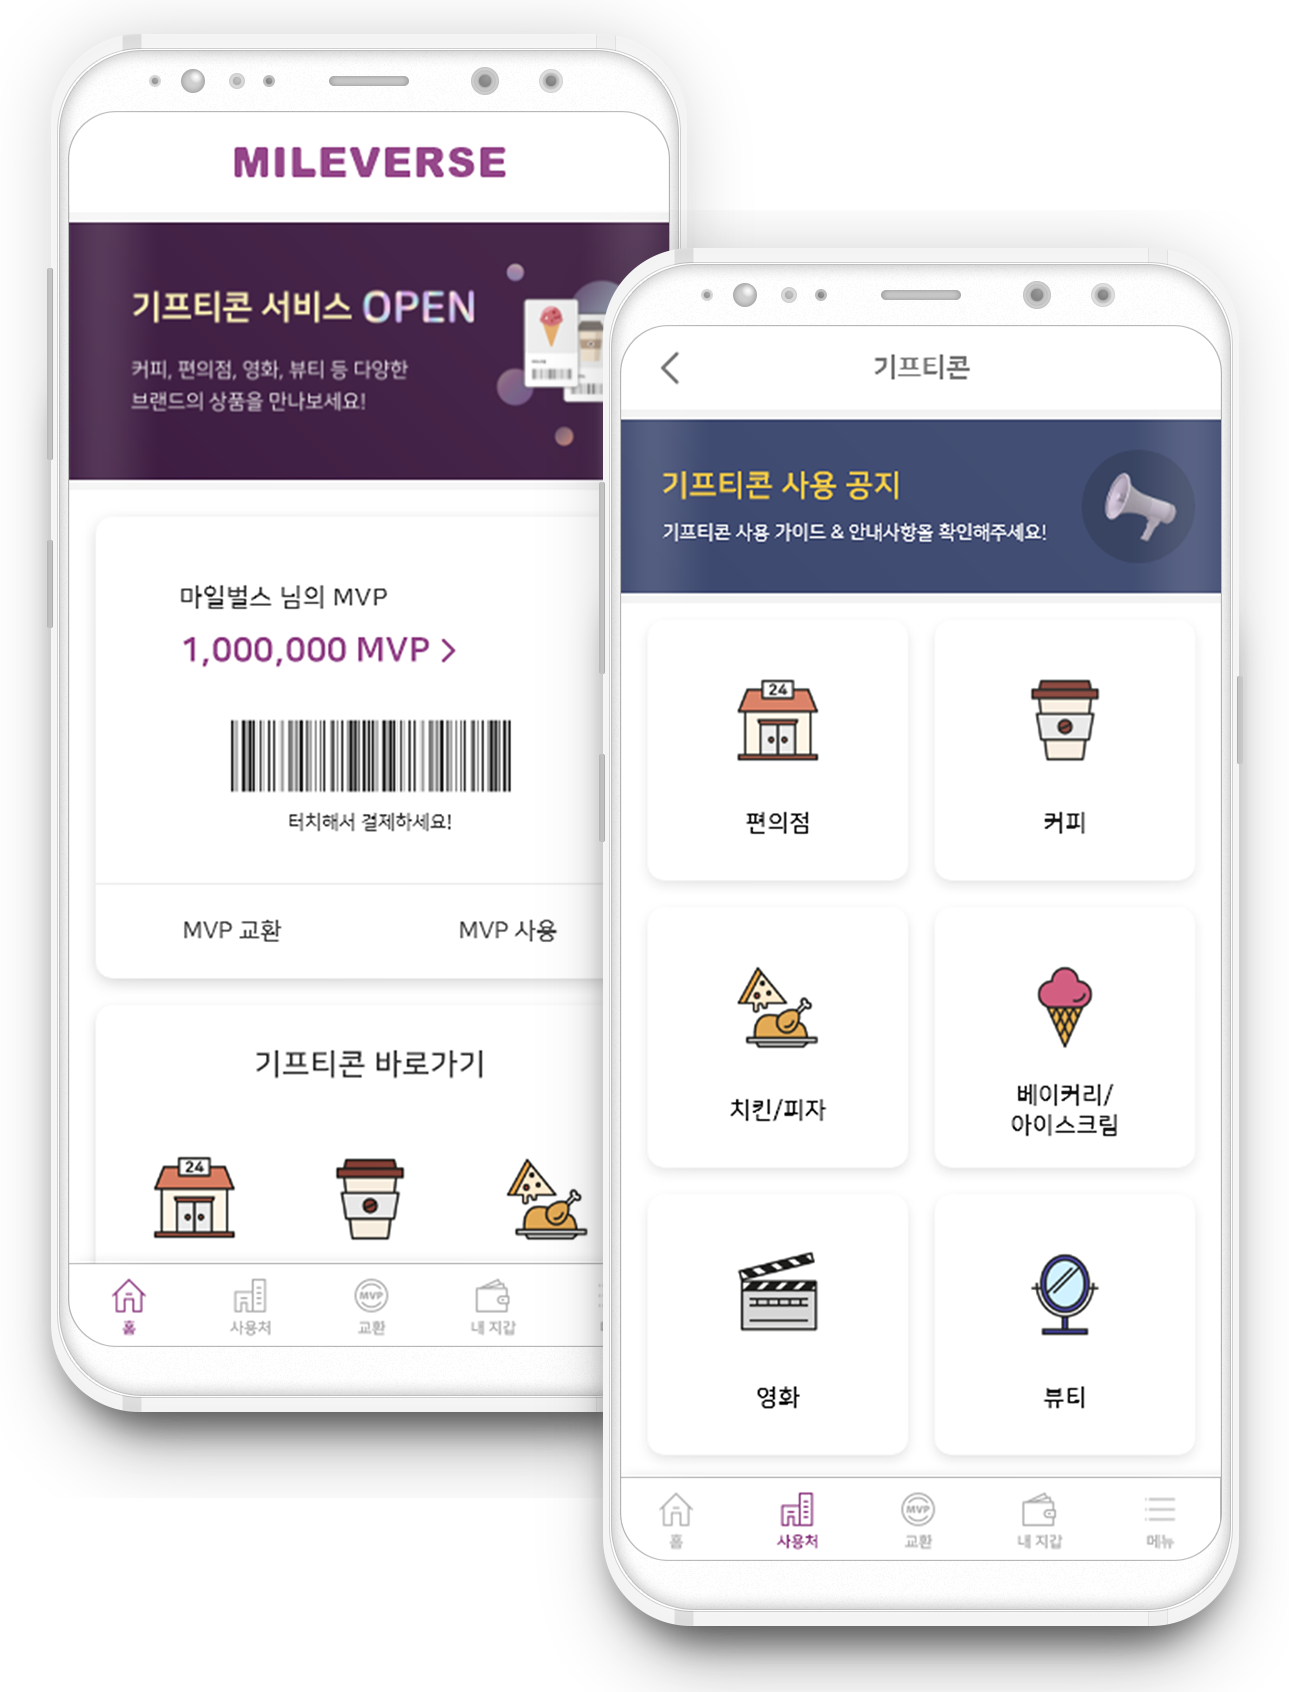 MILEVERSE
기프티콘 서비스 OPEN
커피, 편의점, 영화, 뷰티 등 다양한
브랜드의 상품을 만나보세요!
마일벌스 님의 MVP
1,000,000 MVP
터치해서 결제하세요!
MVP 교환
MVP 사용
기프티콘 바로가기
24
홈
사용처
MVP
교환
내 지갑
기프티콘
기프티콘 사용 공지
기프티콘 사용 가이드 & 안내사항을 확인해주세요!
24
편의점
커피
치킨/피자
베이커리/
아이스크림
영화
뷰티
홈
사용처
MVP
교환
내 지갑
메뉴